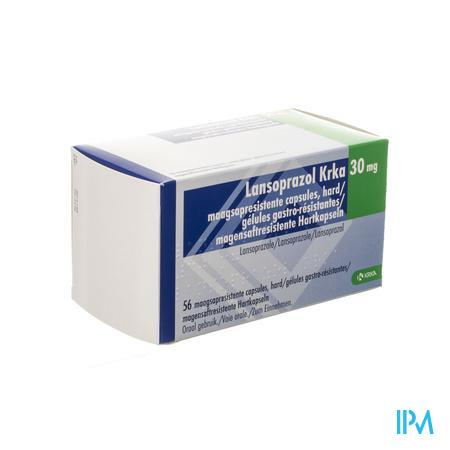 Lansoprazol Krka 30 mg
maagsapresistente capsules, hard/
gélules gastro-résistantes/
magensaftresistente Hartkapseln
Lansoprazole/Lansoprazole/Lansoprazol
KRKA
56 maagsapresistente capsules, hard/gélules gastro-résistantes/
magensaftresistente Hartkapseln
Oraal gebruik./Voie orale./Zum Einnehmen.
IPM